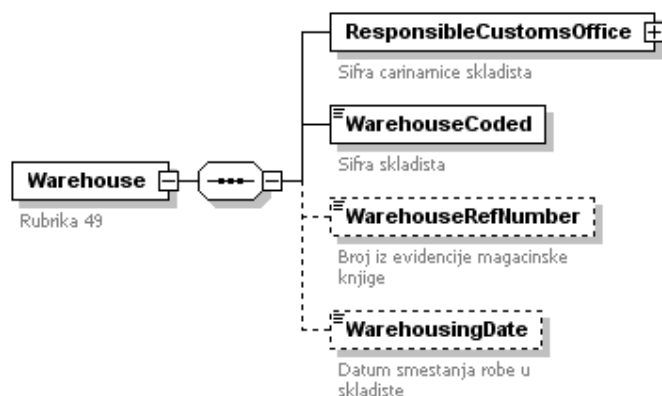 ResponsibleCustomsOffice
Sifra carinarnice skladista
WarehouseCoded
Sifra skladista
Warehouse
Rubrika 49
WarehouseRefNumber
Broj iz evidencije magacinske
knjige
WarehousingDate
Datum smestanja robe u
skladiste